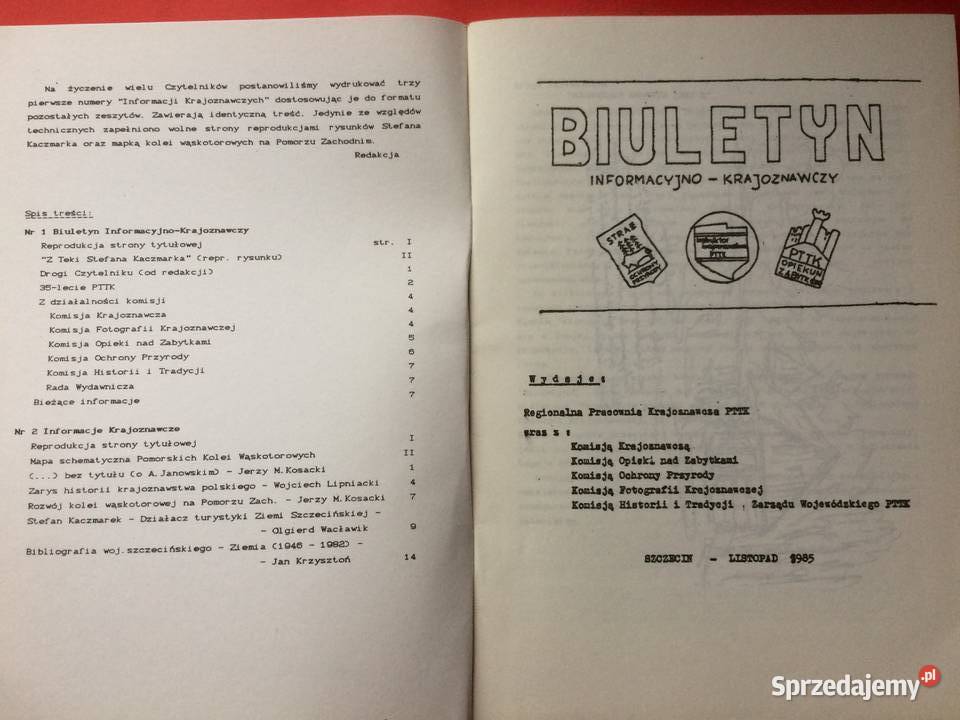 Na życzenie wielu Czytelników postanowiliśmy wydrukować trzy
pierwsze numery "Informacji Krajoznawczych" dostosowując je do formatu
pozostałych zeszytów. Zawierają identyczną treść. Jedynie ze względów
technicznych zapełniono wolne strony reprodukcjami rysunków Stefana
Kaczmarka oraz mapką kolei wąskotorowych na Pomorzu Zachodnim.
Redakcja
Spis treści:
Nr 1 Biuletyn Informacyjno-Krajoznawczy
Reprodukcja strony tytułowej str. I
"Z Teki Stefana Kaczmarka" (repr. rysunku) II
Drogi Czytelniku (od redakcji) 1
35-lecie PTTK 2
Z działalności komisji 4
Komisja Krajoznawcza 4
Komisja Fotografii Krajoznawczej 4
Komisja Opieki nad Zabytkami 5
Komisja Ochrony Przyrody 6
Komisja Historii i Tradycji 7
Rada Wydawnicza 7
Bieżące informacje 7
Nr 2 Informacje Krajoznawcze
Reprodukcja strony tytułowej I
Mapa schematyczna Pomorskich Kolei Wąskotorowych II
(...) bez tytułu (o A.Janowskim) - Jerzy M.Kosacki 1
Zarys historii krajoznawstwa polskiego - Wojciech Lipniacki 4
Rozwój kolei wąskotorowej na Pomorzu Zach. - Jerzy M.Kosacki 7
Stefan Kaczmarek - Działacz turystyki Ziemi Szczecińskiej -
- Olgierd Wacławik 9
Bibliografia woj.szczecińskiego - Ziemia (1946 - 1982) -
- Jan Krzysztoń 14
BIULETYN
INFORMACYJNO - KRAJOZNAWCZY
STRAŻ
OCHRONY
PRZYRODY
PTTK
PTTK
OPIEKUN
ZABYTKÓW
Wydaje:
Regionalna Pracownia Krajoznawcza PTTK
wraz z :
Komisją Krajoznawczą
Komisją Opieki nad Zabytkami
Komisją Ochrony Przyrody
Komisją Fotografii Krajoznawczej
Komisją Historii i Tradycji , Zarządu Wojewódzkiego PTTK
SZCZECIN - LISTOPAD 1985
Sprzedajemy.pl